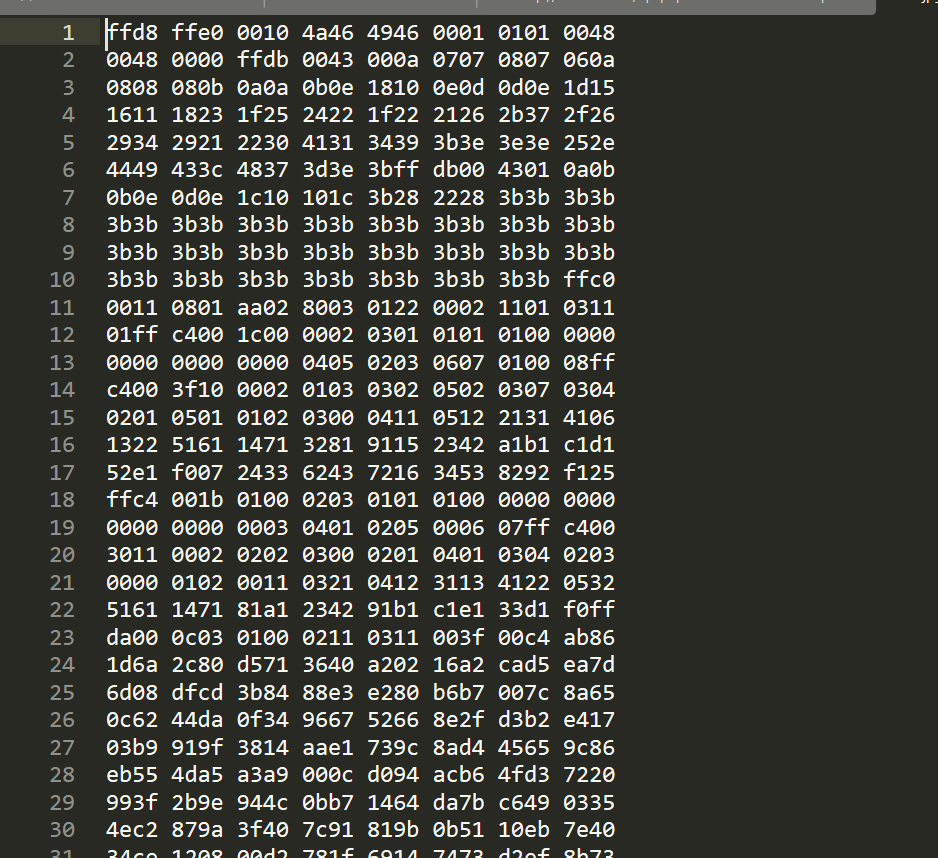 1 ffd8 ffe0 0010 4a46 4946 0001 0101 0048
2 0048 0000 ffdb 0043 000a 0707 0807 060a
3 0808 080b 0a0a 0b0e 1810 0e0d 0d0e 1d15
4 1611 1823 1f25 2422 1f22 2126 2b37 2f26
5 2934 2921 2230 4131 3439 3b3e 3e3e 252e
6 4449 433c 4837 3d3e 3bff db00 4301 0a0b
7 0b0e 0d0e 1c10 101c 3b28 2228 3b3b 3b3b
8 3b3b 3b3b 3b3b 3b3b 3b3b 3b3b 3b3b 3b3b
9 3b3b 3b3b 3b3b 3b3b 3b3b 3b3b 3b3b 3b3b
10 3b3b 3b3b 3b3b 3b3b 3b3b 3b3b 3b3b ffc0
11 0011 0801 aa02 8003 0122 0002 1101 0311
12 01ff c400 1c00 0002 0301 0101 0100 0000
13 0000 0000 0000 0405 0203 0607 0100 08ff
14 c400 3f10 0002 0103 0302 0502 0307 0304
15 0201 0501 0102 0300 0411 0512 2131 4106
16 1322 5161 1471 3281 9115 2342 a1b1 c1d1
17 52e1 f007 2433 6243 7216 3453 8292 f125
18 ffc4 001b 0100 0203 0101 0100 0000 0000
19 0000 0000 0003 0401 0205 0006 07ff c400
20 3011 0002 0202 0300 0201 0401 0304 0203
21 0000 0102 0011 0321 0412 3113 4122 0532
22 5161 1471 81a1 2342 91b1 c1e1 33d1 f0ff
23 da00 0c03 0100 0211 0311 003f 00c4 ab86
24 1d6a 2c80 d571 3640 a202 16a2 cad5 ea7d
25 6d08 dfcd 3b84 88e3 e280 b6b7 007c 8a65
26 0c62 44da 0f34 9667 5266 8e2f d3b2 e417
27 03b9 919f 3814 aae1 739c 8ad4 4565 9c86
28 eb55 4da5 a3a9 000c d094 acb6 4fd3 7220
29 993f 2b9e 944c 0bb7 1464 da7b c649 0335
30 4ec2 879a 3f40 7c91 819b 0b51 10eb 7e40
31 34ce 1208 00d2 781f 6914 7473 d2ef 8b73